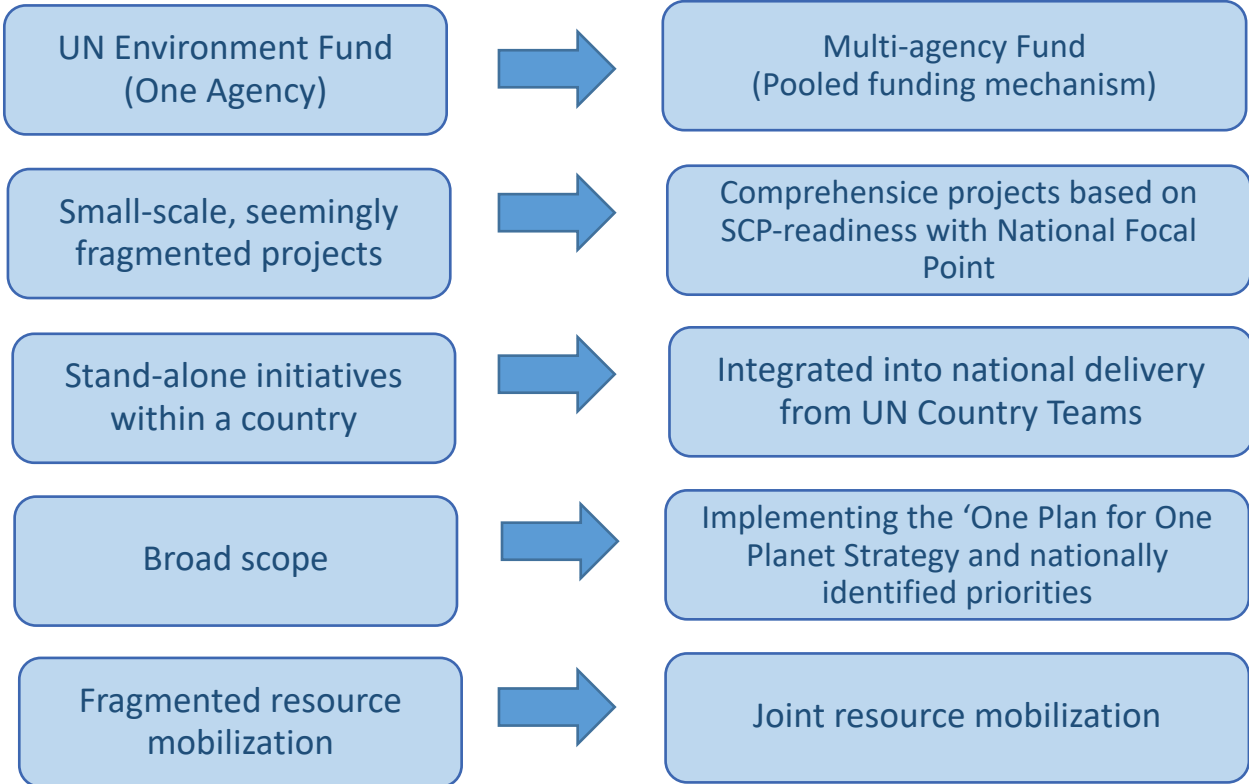 UN Environment Fund
(One Agency)
Multi-agency Fund
(Pooled funding mechanism)
Small-scale, seemingly
fragmented projects
Comprehensice projects based on
SCP-readiness with National Focal
Point
Stand-alone initiatives
within a country
Integrated into national delivery
from UN Country Teams
Broad scope
Implementing the ‘One Plan for One
Planet Strategy and nationally
identified priorities
Fragmented resource
mobilization
Joint resource mobilization